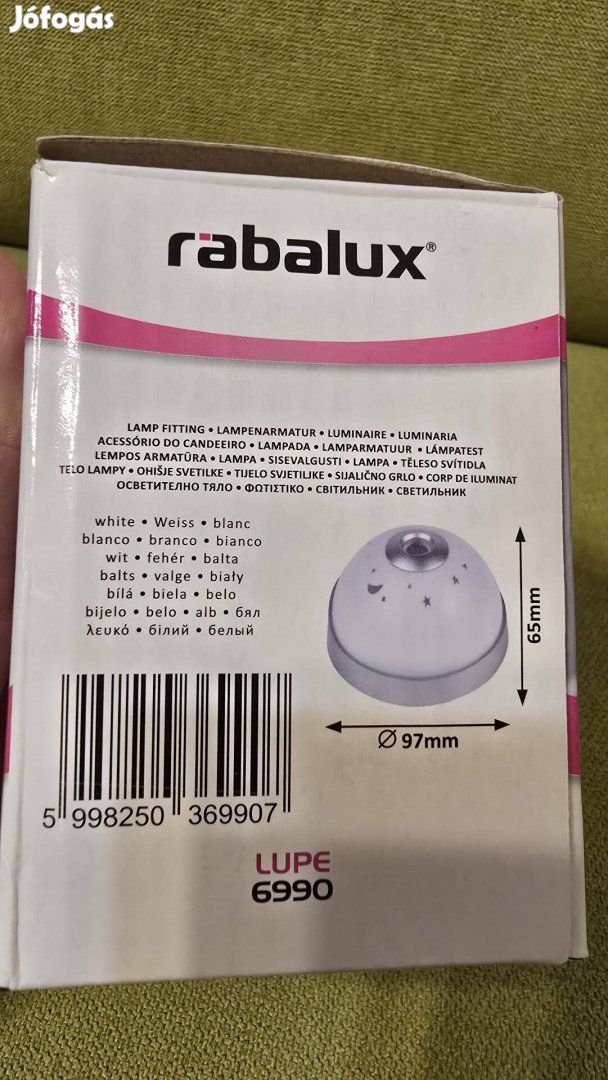 Jófogás
rabalux®
LAMP FITTING • LAMPENARMATUR • LUMINAIRE • LUMINARIA
ACESSÓRIO DO CANDEEIRO • LAMPADA • LAMPARMATUUR • LÁMPATEST
LEMPOS ARMATŪRA • LAMPA • SISEVALGUSTI • LAMPA • TĚLESO SVÍTIDLA
TELO LAMPY • OHIŠJE SVETILKE • TIJELO SVJETILJKE • SIJALIČNO GRLO • CORP DE ILUMINAT
ОСВЕТИТЕЛНО ТЯЛО • ΦΩΤΙΣΤΙΚΟ • СВІТИЛЬНИК • СВЕТИЛЬНИК
white • Weiss • blanc
blanco • branco • bianco
wit • fehér • balta
balts • valge • biały
bílá • biela • belo
bijelo • belo • alb • бял
λευκό • білий • белый
65mm
Ø 97mm
5 998250 369907
LUPE
6990